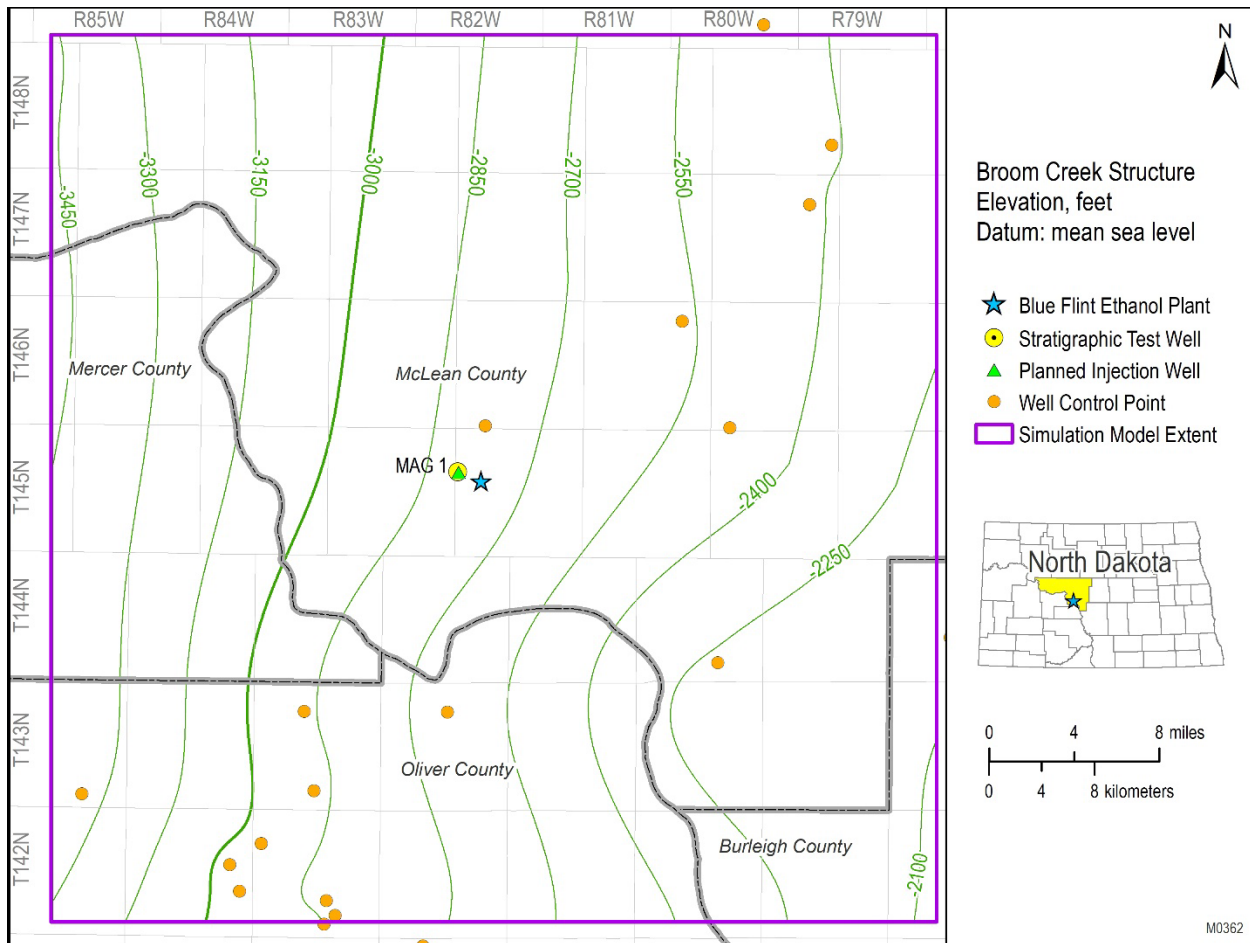 R85W R84W R83W R82W R81W R80W R79W
T148N
T147N
T146N
T145N
T144N
T143N
T142N
-3450
-3300
-3150
-3000
-2850
-2700
-2550
-2400
-2250
-2100
Mercer County
McLean County
MAG 1
Oliver County
Burleigh County
N
Broom Creek Structure
Elevation, feet
Datum: mean sea level
Blue Flint Ethanol Plant
Stratigraphic Test Well
Planned Injection Well
Well Control Point
Simulation Model Extent
North Dakota
0 4 8 miles
0 4 8 kilometers
M0362